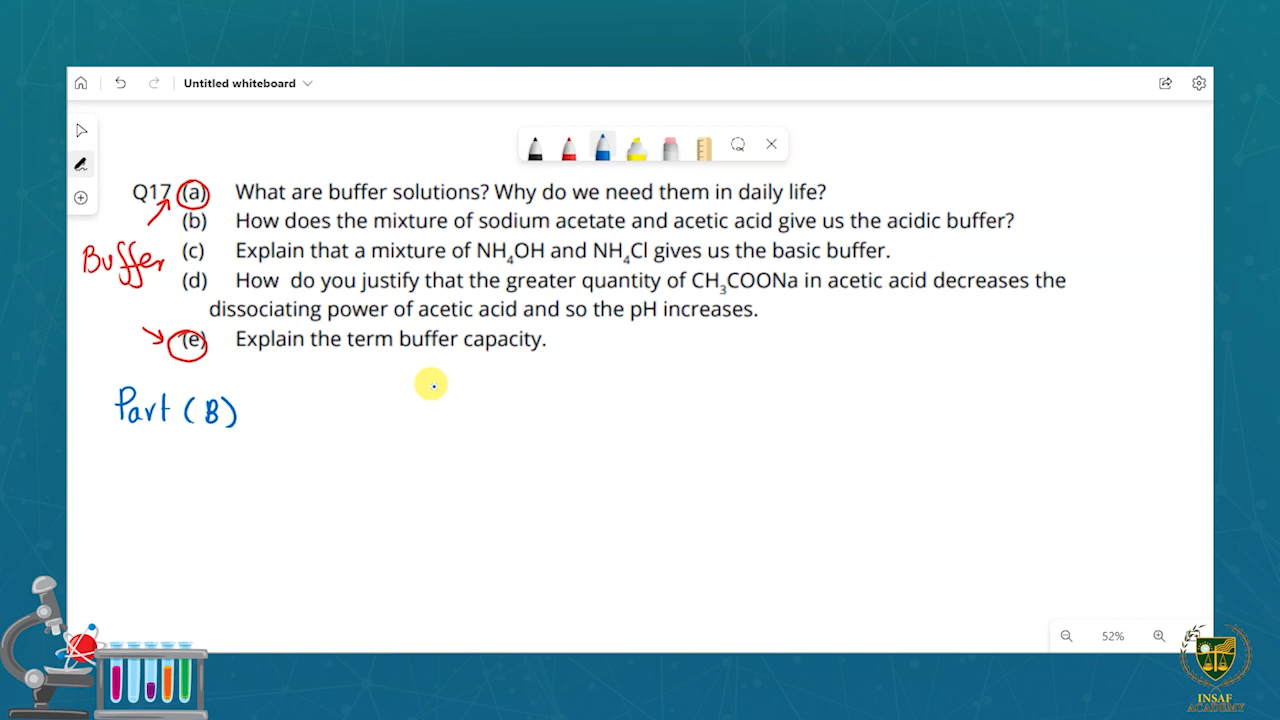 Untitled whiteboard
Q17 (a) What are buffer solutions? Why do we need them in daily life?
(b) How does the mixture of sodium acetate and acetic acid give us the acidic buffer?
Buffer
(c) Explain that a mixture of NH₄OH and NH₄Cl gives us the basic buffer.
(d) How do you justify that the greater quantity of CH₃COONa in acetic acid decreases the
dissociating power of acetic acid and so the pH increases.
(e) Explain the term buffer capacity.
Part (B)
52%
INSAF
ACADEMY